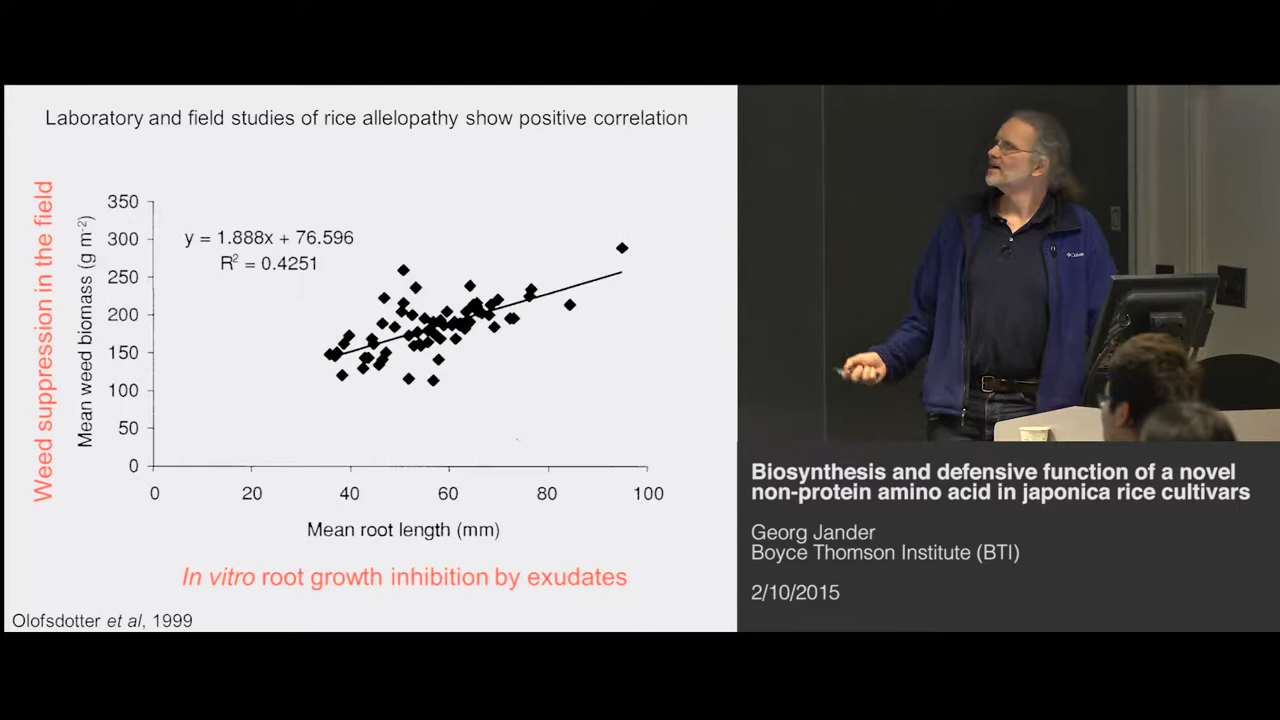 Laboratory and field studies of rice allelopathy show positive correlation
Weed suppression in the field
Mean weed biomass (g m-2)
350
300
250
200
150
100
50
0
y = 1.888x + 76.596
R2 = 0.4251
0 20 40 60 80 100
Mean root length (mm)
In vitro root growth inhibition by exudates
Olofsdotter et al, 1999
Columbia
Biosynthesis and defensive function of a novel
non-protein amino acid in japonica rice cultivars
Georg Jander
Boyce Thomson Institute (BTI)
2/10/2015